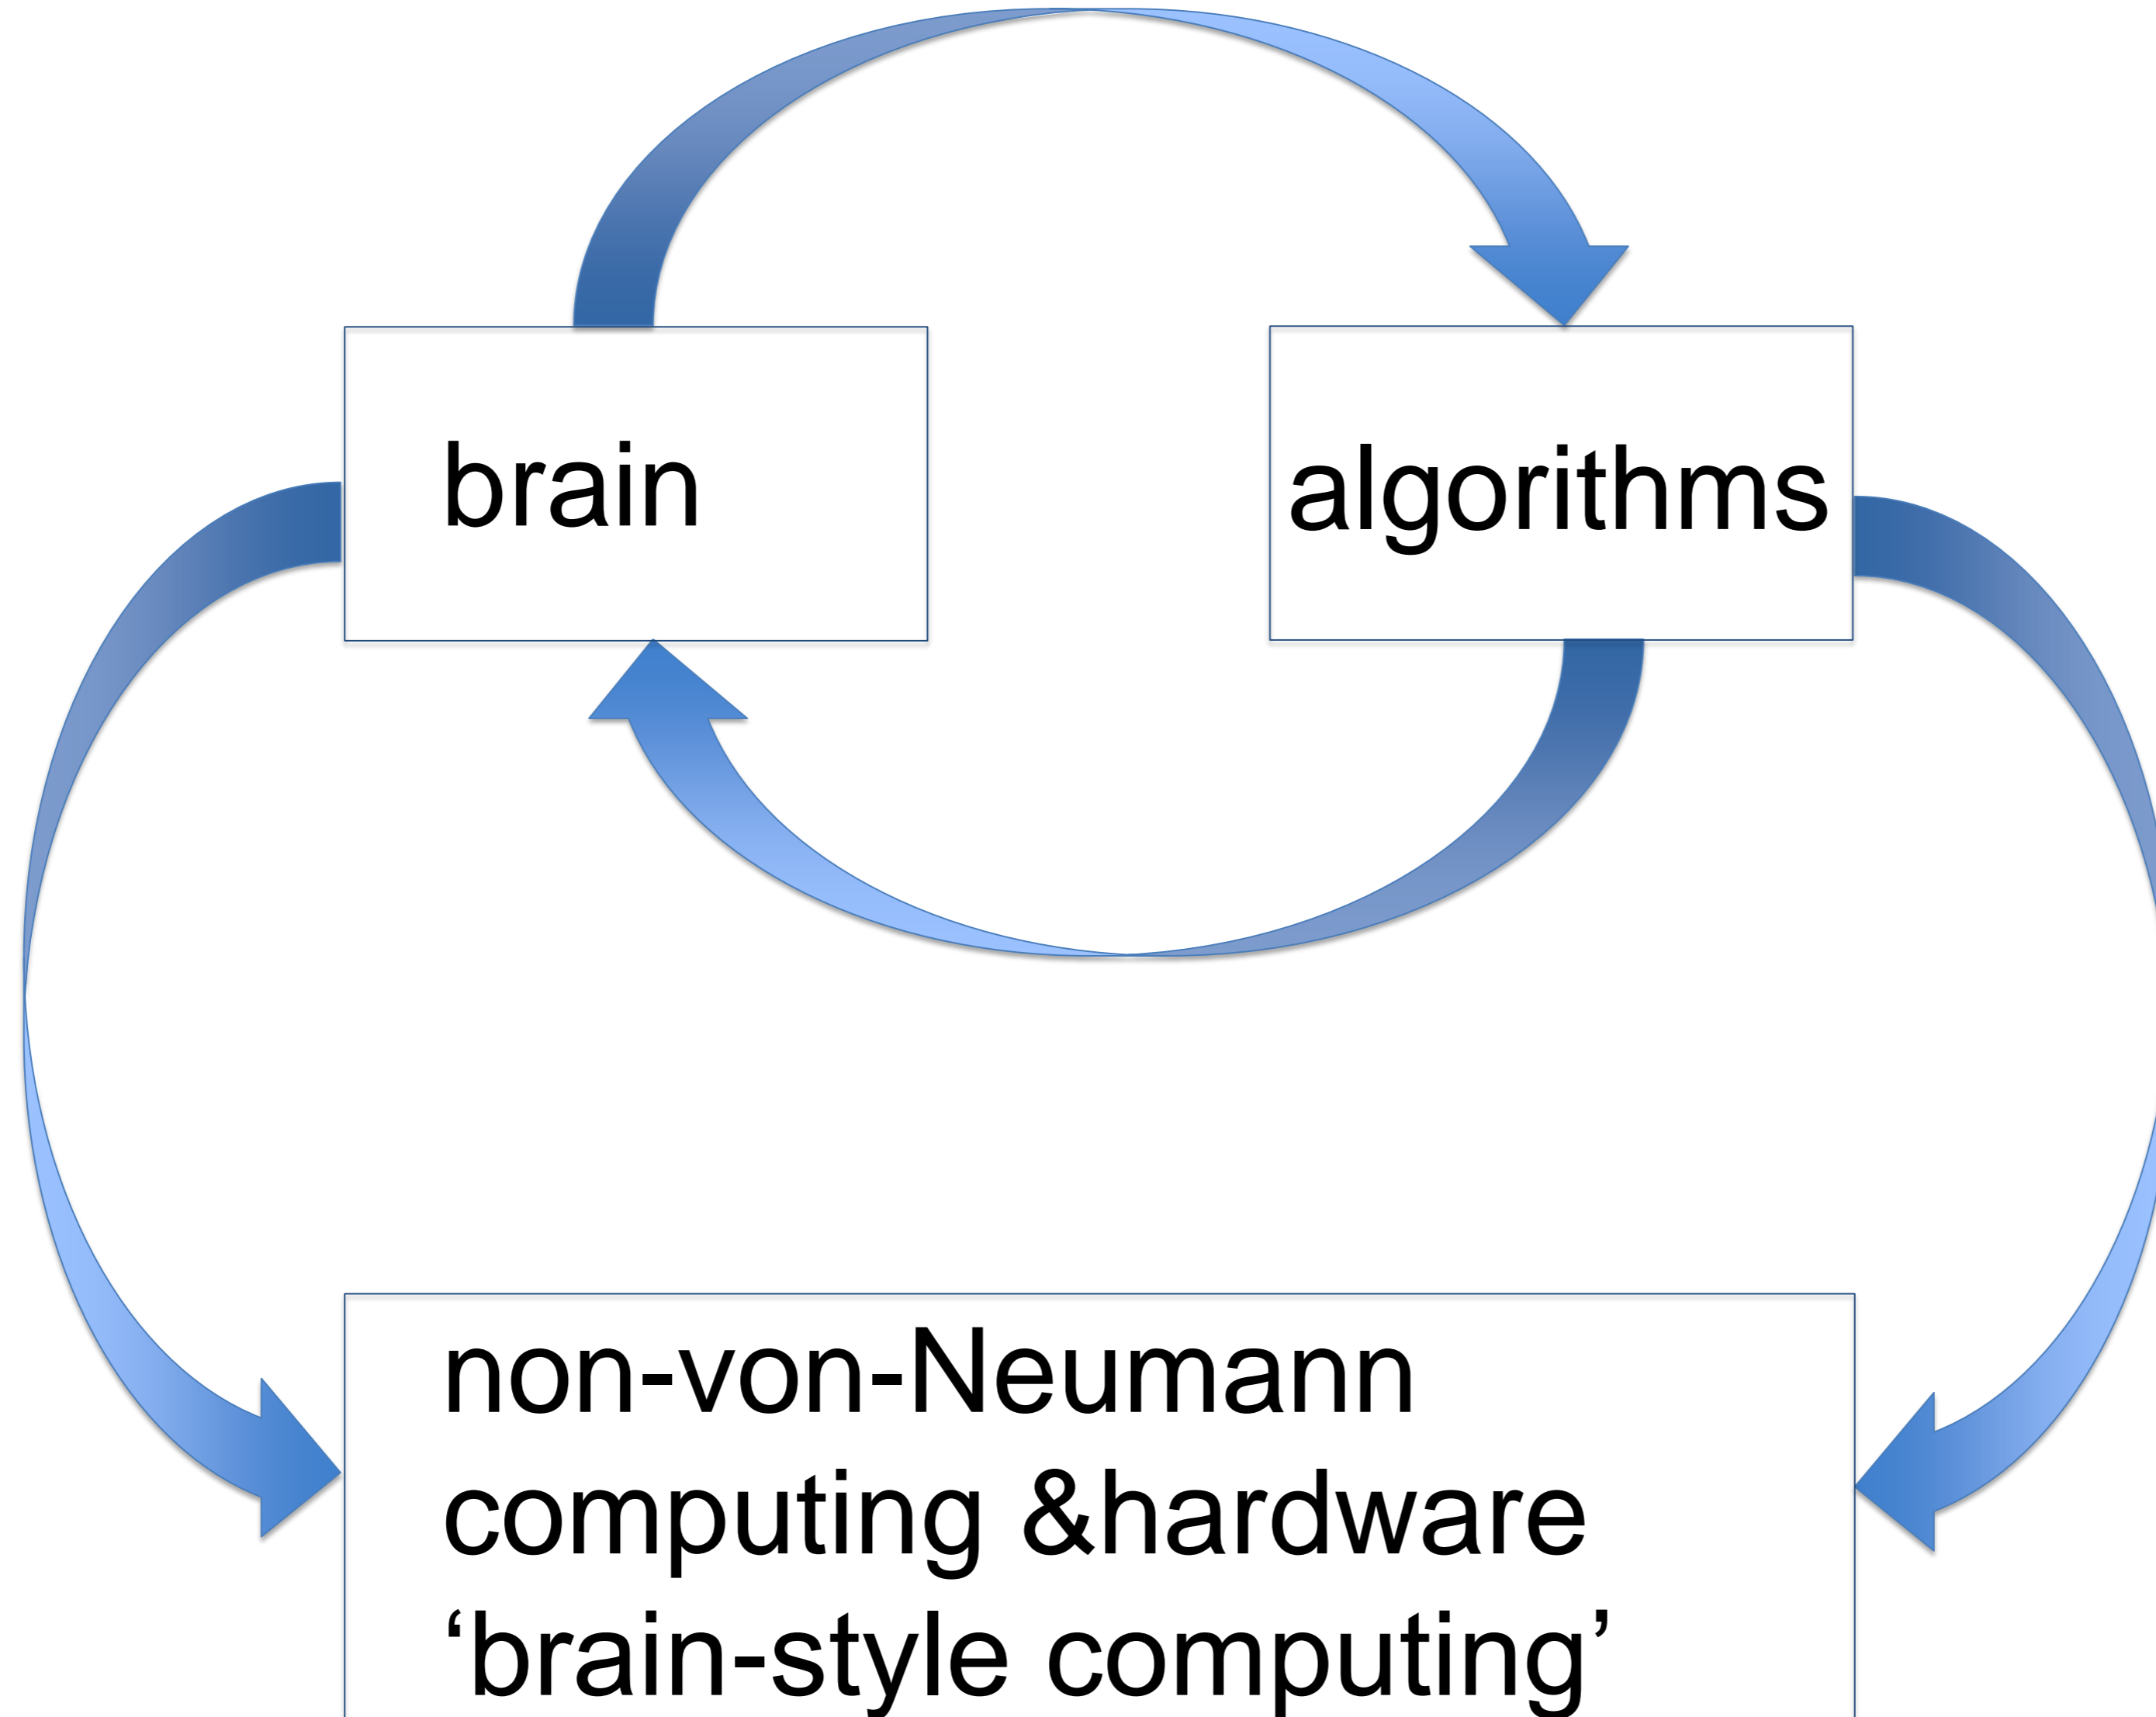 brain
algorithms
non-von-Neumann
computing &hardware
‘brain-style computing’